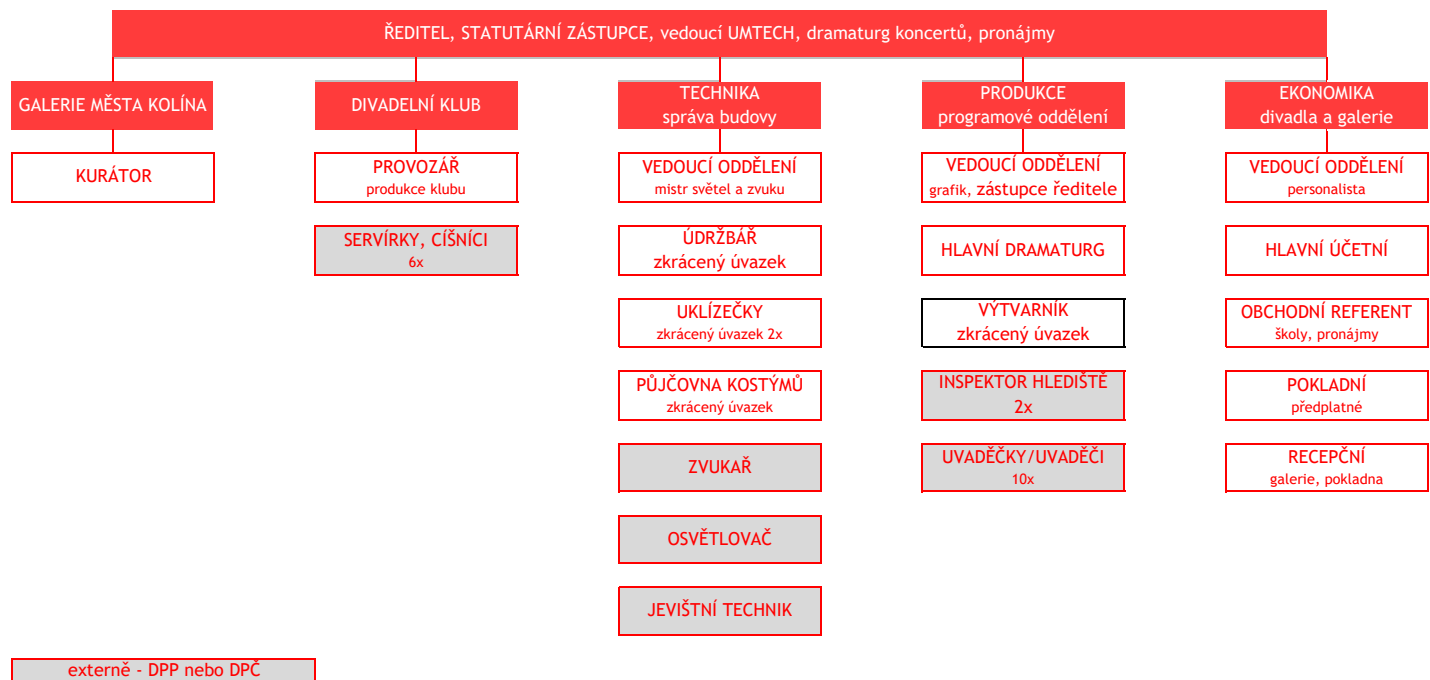 ŘEDITEL, STATUTÁRNÍ ZÁSTUPCE, vedoucí UMTECH, dramaturg koncertů, pronájmy
GALERIE MĚSTA KOLÍNA
KURÁTOR
DIVADELNÍ KLUB
PROVOZÁŘ
produkce klubu
SERVÍRKY, CÍŠNÍCI
6x
TECHNIKA
správa budovy
VEDOUCÍ ODDĚLENÍ
mistr světel a zvuku
ÚDRŽBÁŘ
zkrácený úvazek
UKLÍZEČKY
zkrácený úvazek 2x
PŮJČOVNA KOSTÝMŮ
zkrácený úvazek
ZVUKAŘ
OSVĚTLOVAČ
JEVIŠTNÍ TECHNIK
PRODUKCE
programové oddělení
VEDOUCÍ ODDĚLENÍ
grafik, zástupce ředitele
HLAVNÍ DRAMATURG
VÝTVARNÍK
zkrácený úvazek
INSPEKTOR HLEDIŠTĚ
2x
UVADĚČKY/UVADĚČI
10x
EKONOMIKA
divadla a galerie
VEDOUCÍ ODDĚLENÍ
personalista
HLAVNÍ ÚČETNÍ
OBCHODNÍ REFERENT
školy, pronájmy
POKLADNÍ
předplatné
RECEPČNÍ
galerie, pokladna
externě - DPP nebo DPČ